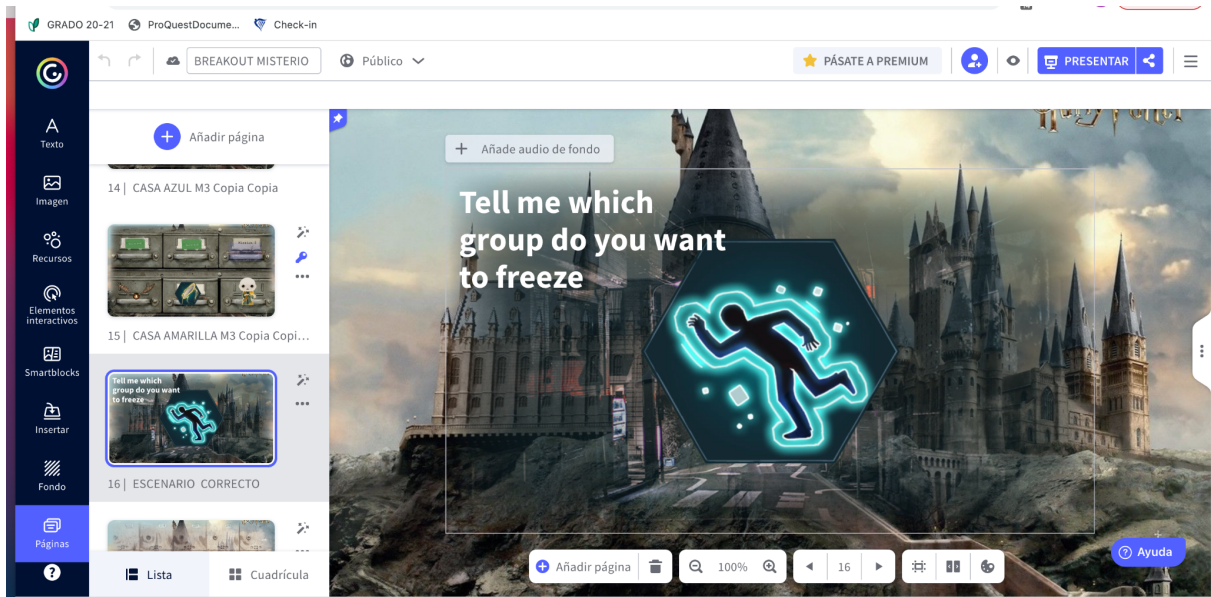 GRADO 20-21
ProQuestDocume...
Check-in
BREAKOUT MISTERIO
Público
PÁSATE A PREMIUM
PRESENTAR
Texto
Imagen
Recursos
Elementos
interactivos
Smartblocks
Insertar
Fondo
Páginas
Añadir página
14 | CASA AZUL M3 Copia Copia
15 | CASA AMARILLA M3 Copia Copi...
Tell me which
group do you want
to freeze
16 | ESCENARIO CORRECTO
Lista
Cuadrícula
Añade audio de fondo
Tell me which
group do you want
to freeze
Añadir página
100%
16
Ayuda